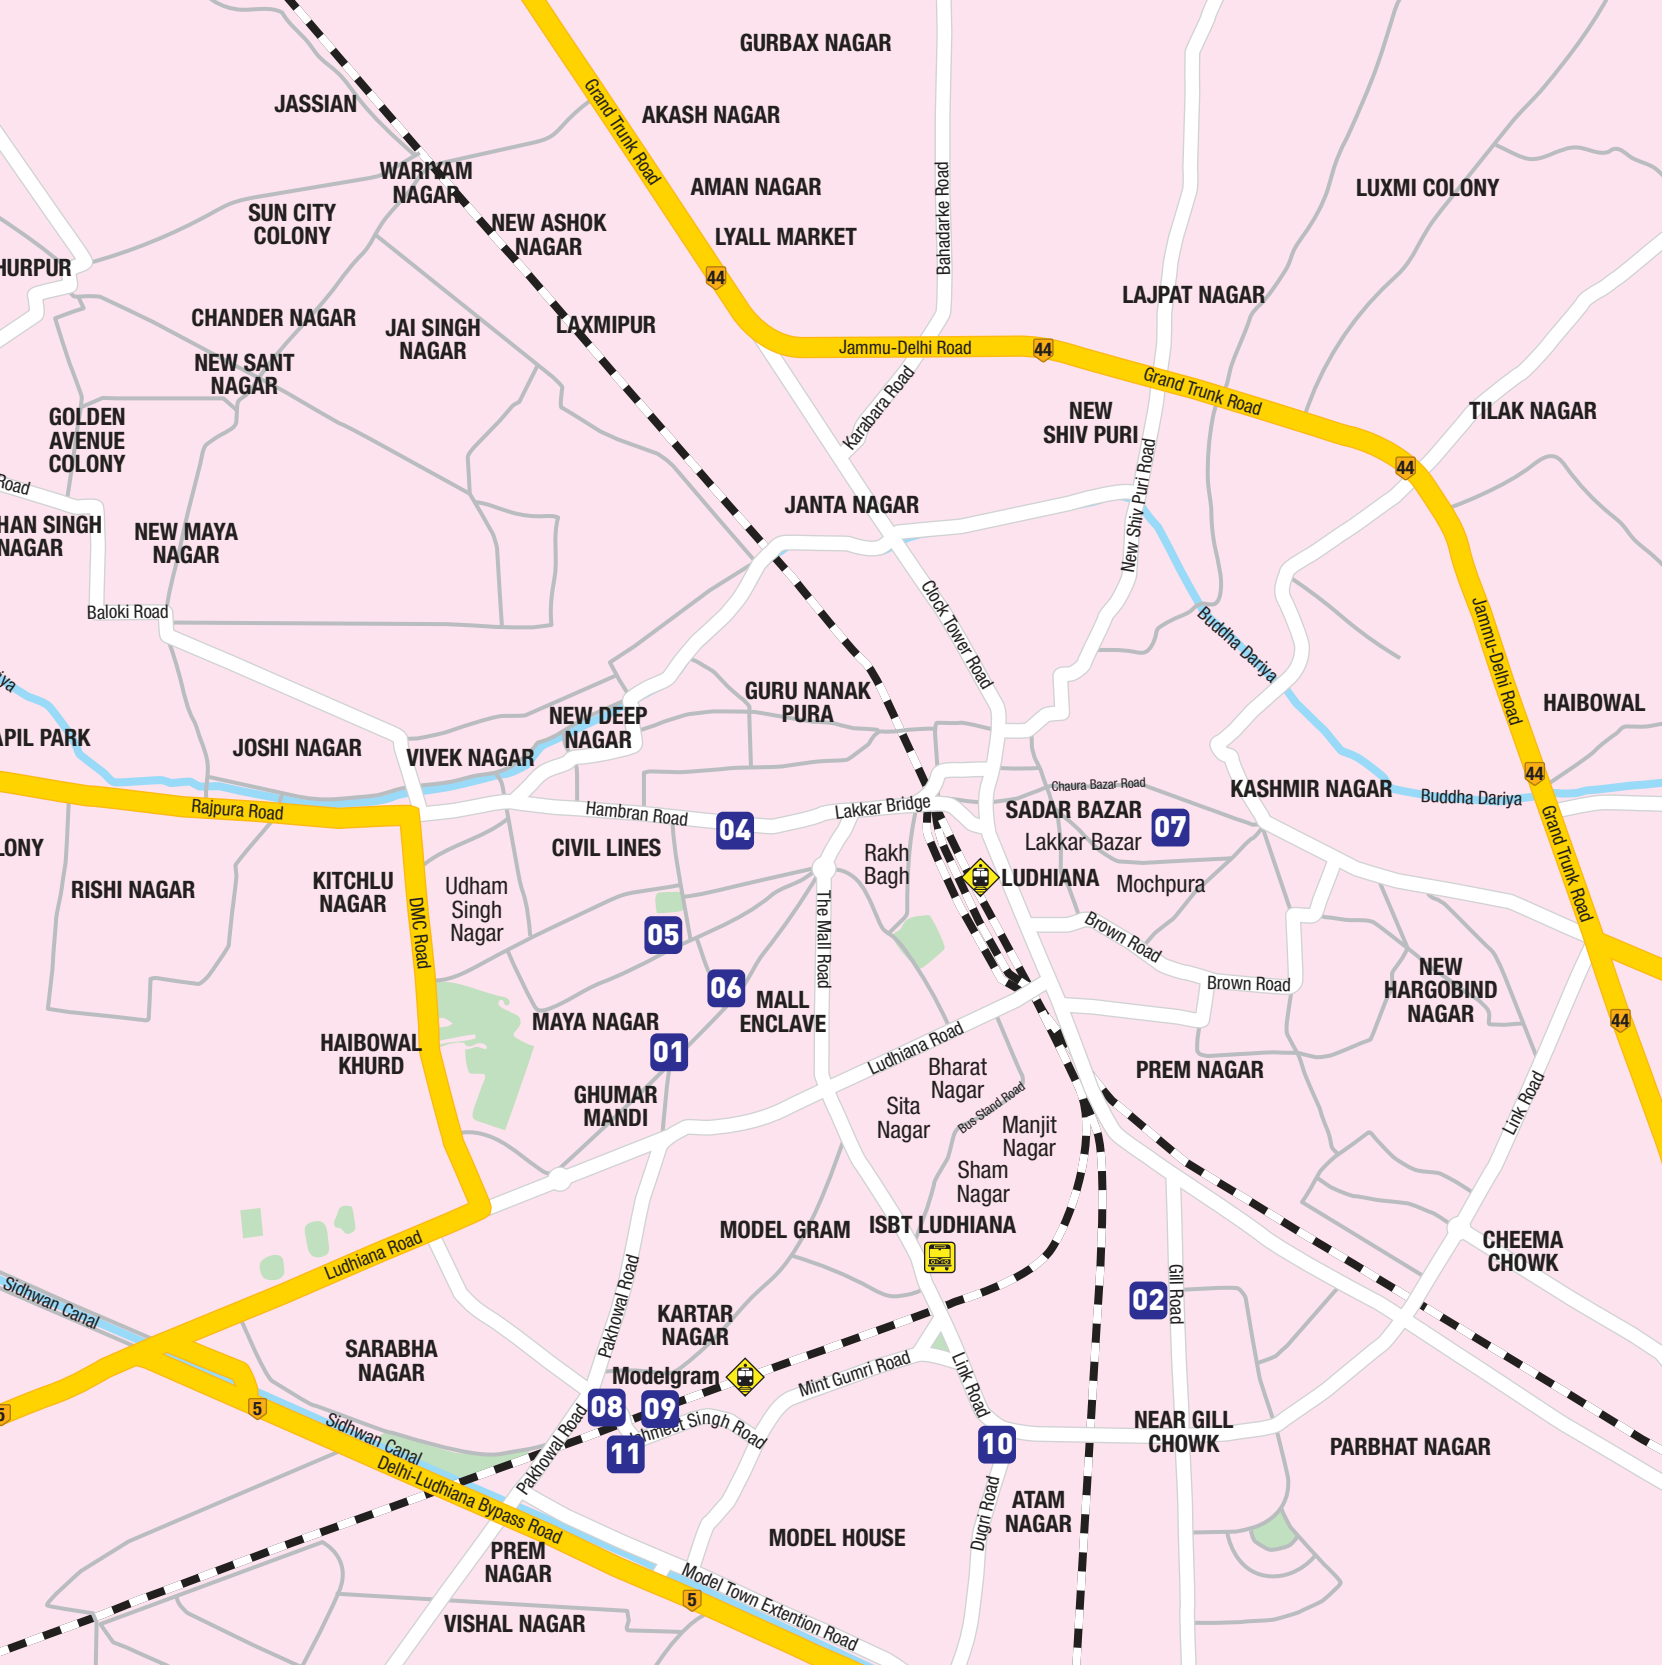 GURBAX NAGAR
JASSIAN
Grand Trunk Road
AKASH NAGAR
WARIYAM
NAGAR
AMAN NAGAR
Bahadarke Road
LUXMI COLONY
SUN CITY
COLONY
NEW ASHOK
NAGAR
LYALL MARKET
HURPUR
44
LAJPAT NAGAR
CHANDER NAGAR
JAI SINGH
NAGAR
LAXMIPUR
Jammu-Delhi Road
44
NEW SANT
NAGAR
Grand Trunk Road
Karabara Road
GOLDEN
AVENUE
COLONY
NEW
SHIV PURI
TILAK NAGAR
44
Road
New Shiv Puri Road
JANTA NAGAR
HAN SINGH
NAGAR
NEW MAYA
NAGAR
Baloki Road
Clock Tower Road
Buddha Dariya
Jammu-Delhi Road
iya
GURU NANAK
PURA
HAIBOWAL
NEW DEEP
NAGAR
APIL PARK
JOSHI NAGAR
VIVEK NAGAR
44
Chaura Bazar Road
KASHMIR NAGAR
Buddha Dariya
Rajpura Road
Hambran Road
Lakkar Bridge
SADAR BAZAR
07
04
Lakkar Bazar
Grand Trunk Road
LONY
CIVIL LINES
Rakh
Bagh
LUDHIANA
Mochpura
RISHI NAGAR
KITCHLU
NAGAR
Udham
Singh
Nagar
DMC Road
05
The Mall Road
Brown Road
Brown Road
06
MALL
ENCLAVE
NEW
HARGOBIND
NAGAR
44
MAYA NAGAR
HAIBOWAL
KHURD
01
Ludhiana Road
Bharat
Nagar
PREM NAGAR
GHUMAR
MANDI
Sita
Nagar
Bus Stand Road
Manjit
Nagar
Link Road
Sham
Nagar
MODEL GRAM
ISBT LUDHIANA
CHEEMA
CHOWK
Ludhiana Road
Sidhwan Canal
02
Gill Road
Pakhowal Road
KARTAR
NAGAR
SARABHA
NAGAR
Modelgram
Mint Gumri Road
Link Road
5
5
08
09
Sidhwan Canal
Pakhowal Road
11
hmeet Singh Road
10
NEAR GILL
CHOWK
PARBHAT NAGAR
Delhi-Ludhiana Bypass Road
Dugri Road
ATAM
NAGAR
MODEL HOUSE
PREM
NAGAR
5
Model Town Extention Road
VISHAL NAGAR